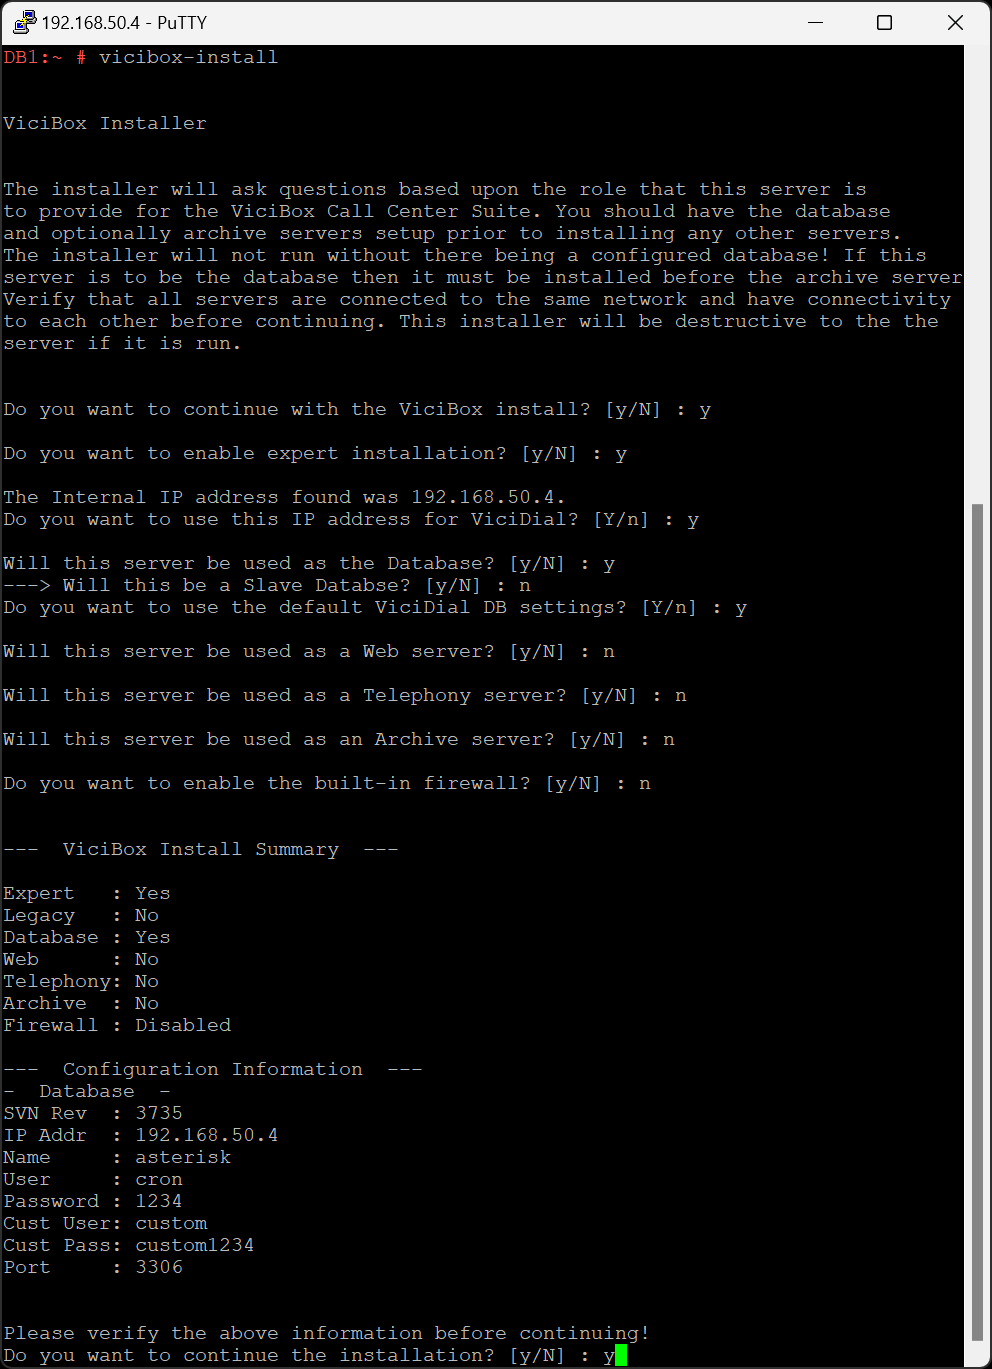 192.168.50.4 - PuTTY
DB1:~ # vicibox-install
ViciBox Installer
The installer will ask questions based upon the role that this server is
to provide for the ViciBox Call Center Suite. You should have the database
and optionally archive servers setup prior to installing any other servers.
The installer will not run without there being a configured database! If this
server is to be the database then it must be installed before the archive server
Verify that all servers are connected to the same network and have connectivity
to each other before continuing. This installer will be destructive to the the
server if it is run.
Do you want to continue with the ViciBox install? [y/N] : y
Do you want to enable expert installation? [y/N] : y
The Internal IP address found was 192.168.50.4.
Do you want to use this IP address for ViciDial? [Y/n] : y
Will this server be used as the Database? [y/N] : y
---> Will this be a Slave Databse? [y/N] : n
Do you want to use the default ViciDial DB settings? [Y/n] : y
Will this server be used as a Web server? [y/N] : n
Will this server be used as a Telephony server? [y/N] : n
Will this server be used as an Archive server? [y/N] : n
Do you want to enable the built-in firewall? [y/N] : n
---  ViciBox Install Summary  ---
Expert   : Yes
Legacy   : No
Database : Yes
Web      : No
Telephony: No
Archive  : No
Firewall : Disabled
---  Configuration Information  ---
-  Database  -
SVN Rev  : 3735
IP Addr  : 192.168.50.4
Name     : asterisk
User     : cron
Password : 1234
Cust User: custom
Cust Pass: custom1234
Port     : 3306
Please verify the above information before continuing!
Do you want to continue the installation? [y/N] : y